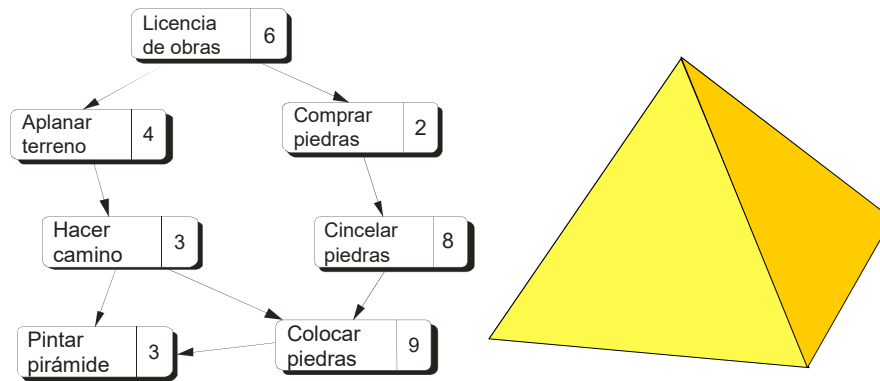 Licencia
de obras
6
Aplanar
terreno
4
Comprar
piedras
2
Hacer
camino
3
Cincelar
piedras
8
Pintar
pirámide
3
Colocar
piedras
9